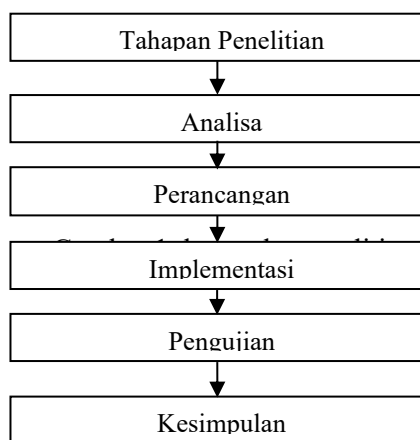 Tahapan Penelitian
Analisa
Perancangan
Implementasi
Pengujian
Kesimpulan